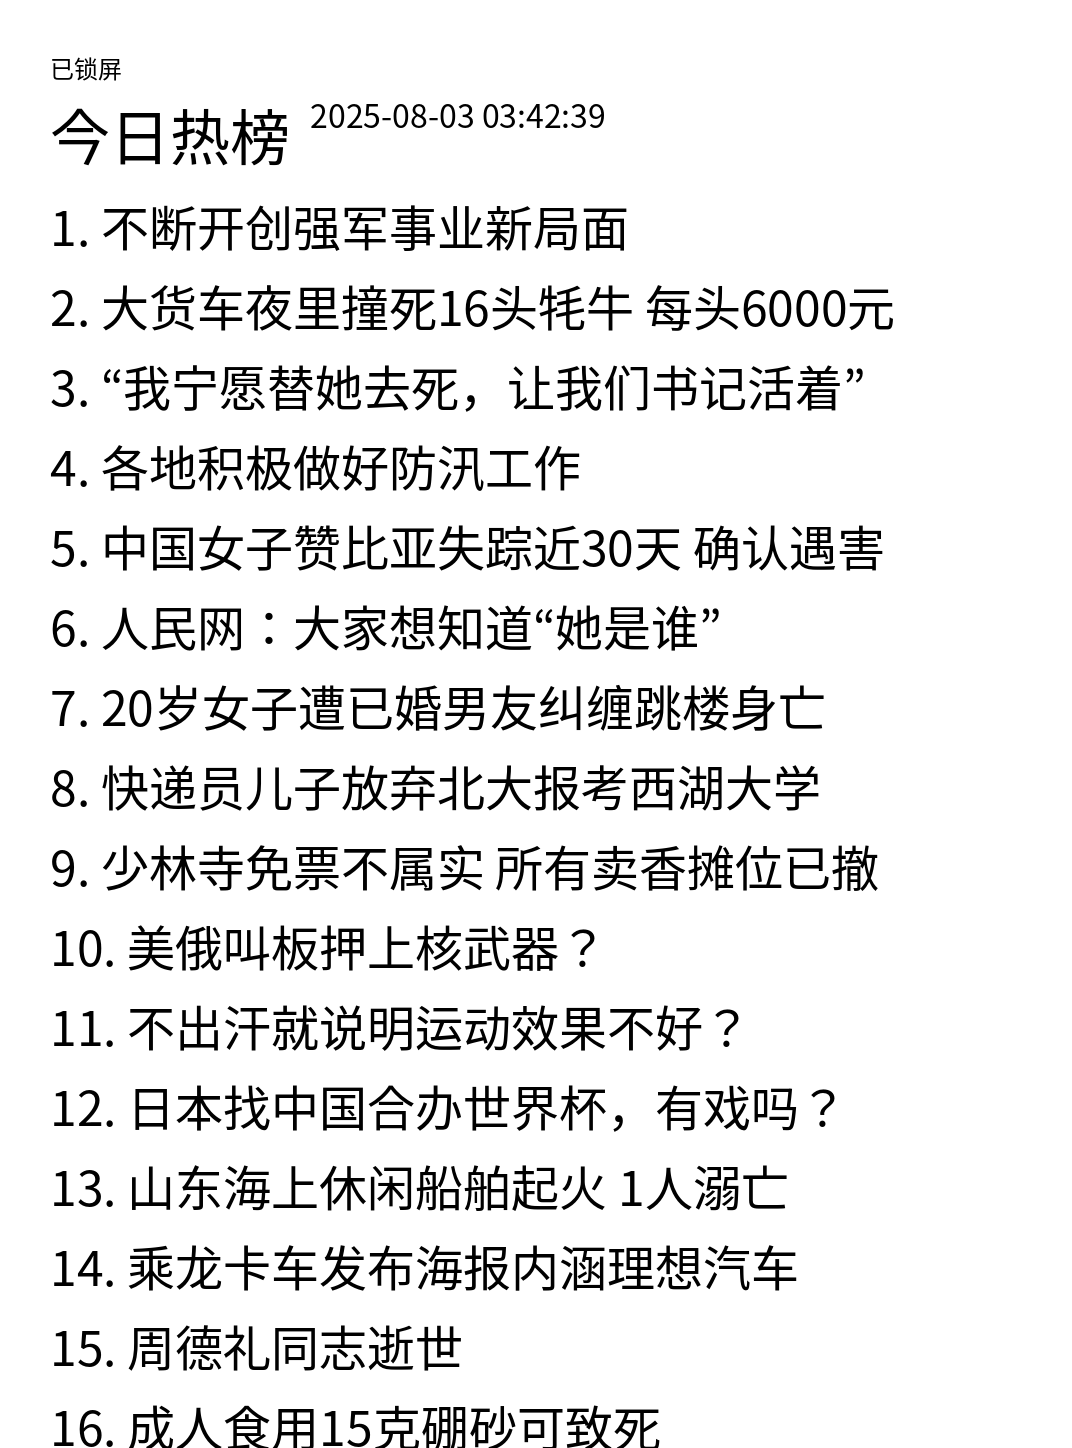 已锁屏
今日热榜 2025-08-03 03:42:39
1. 不断开创强军事业新局面
2. 大货车夜里撞死16头牦牛 每头6000元
3. “我宁愿替她去死，让我们书记活着”
4. 各地积极做好防汛工作
5. 中国女子赞比亚失踪近30天 确认遇害
6. 人民网：大家想知道“她是谁”
7. 20岁女子遭已婚男友纠缠跳楼身亡
8. 快递员儿子放弃北大报考西湖大学
9. 少林寺免票不属实 所有卖香摊位已撤
10. 美俄叫板押上核武器？
11. 不出汗就说明运动效果不好？
12. 日本找中国合办世界杯，有戏吗？
13. 山东海上休闲船舶起火 1人溺亡
14. 乘龙卡车发布海报内涵理想汽车
15. 周德礼同志逝世
16. 成人食用15克硼砂可致死